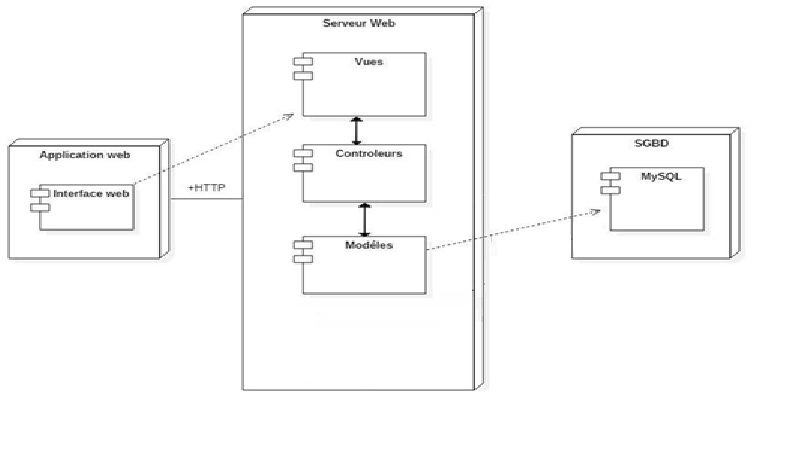 Serveur Web
Vues
Application web
Interface web
+HTTP
Controleurs
Modéles
SGBD
MySQL